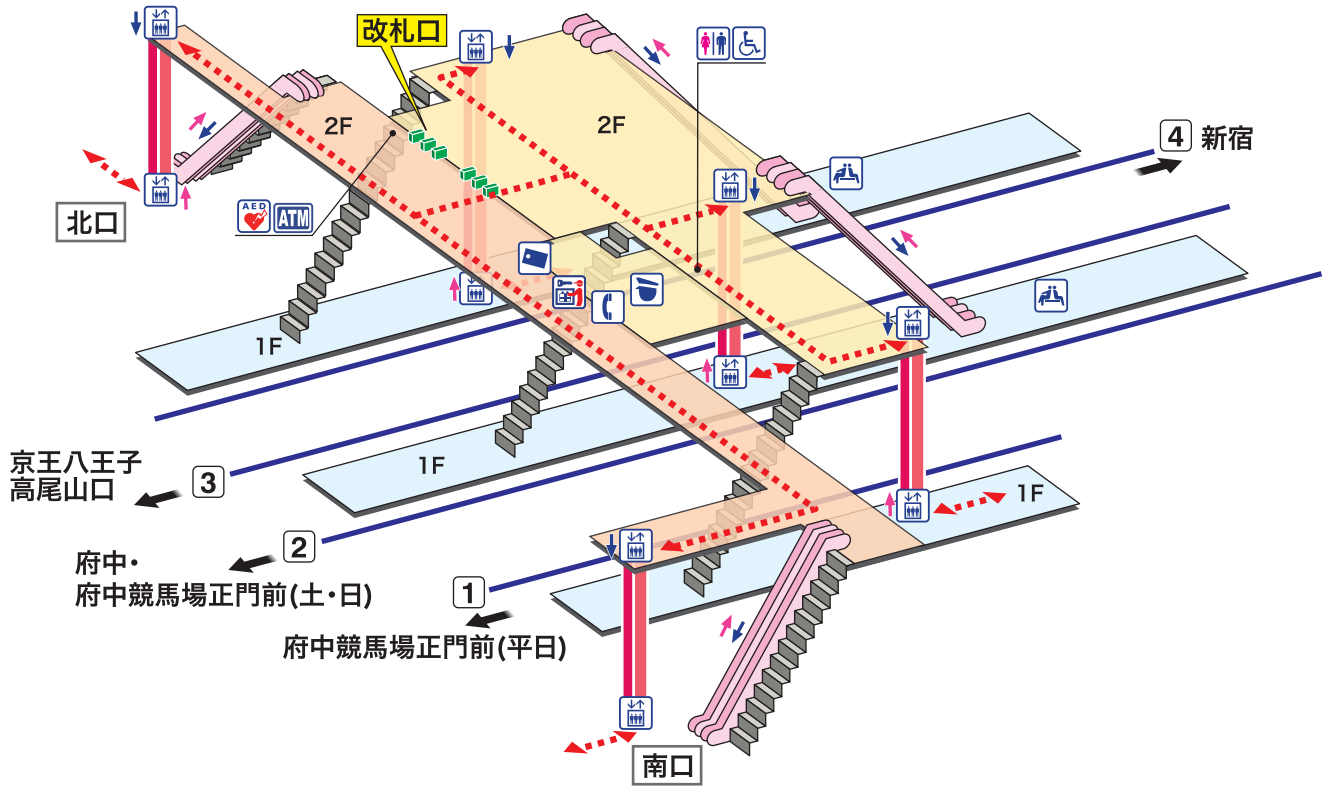 改札口
2F
2F
4 新宿
AED
ATM
北口
1F
1F
京王八王子
高尾山口
3
府中・
府中競馬場正門前(土・日)
2
1
府中競馬場正門前(平日)
1F
南口